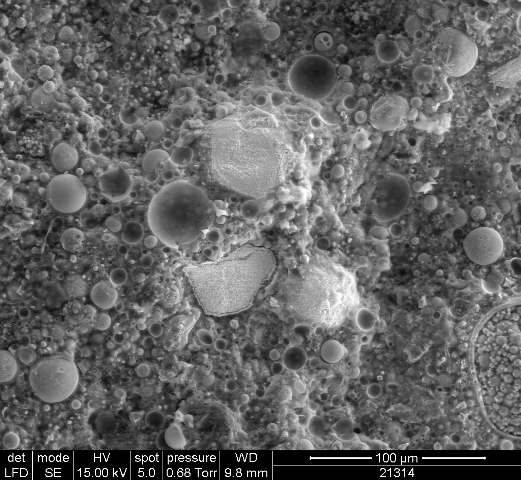 det mode HV spot pressure WD 100 µm
LFD SE 15.00 kV 5.0 0.68 Torr 9.8 mm 21314